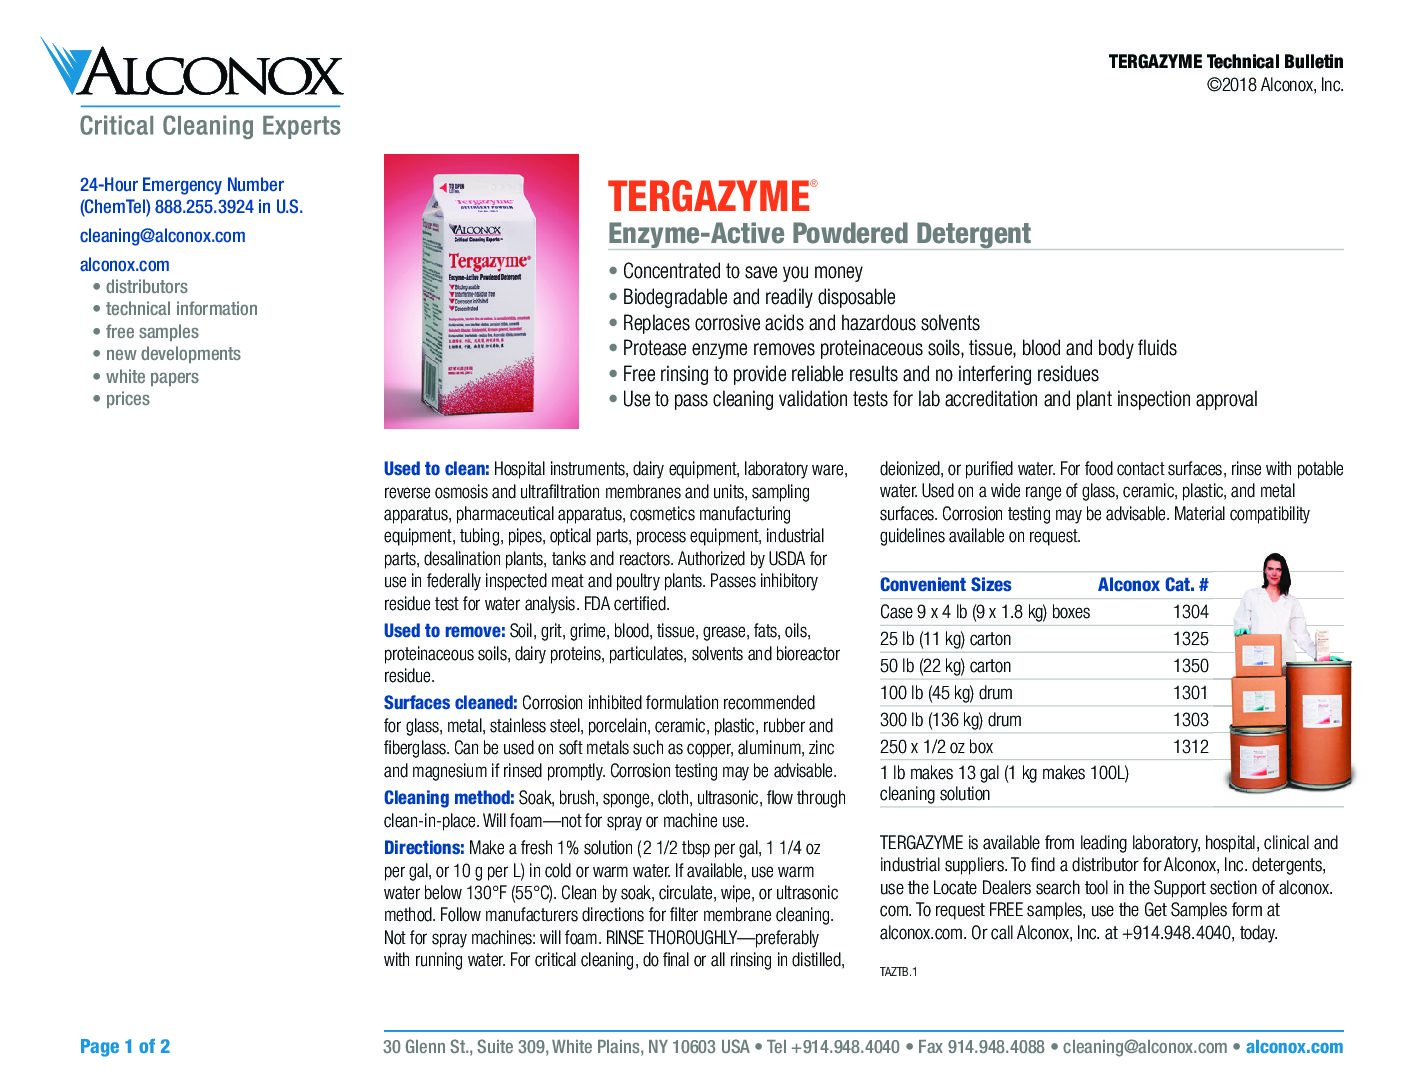 ALCONOX
Critical Cleaning Experts
TERGAZYME Technical Bulletin
©2018 Alconox, Inc.
24-Hour Emergency Number
(ChemTel) 888.255.3924 in U.S.
cleaning@alconox.com
alconox.com
• distributors
• technical information
• free samples
• new developments
• white papers
• prices
TO OPEN
Tergazyme®
DETERGENT POWDER
ALCONOX
Critical Cleaning Experts™
Tergazyme®
Enzyme-Active Powdered Detergent
Biodegradable
Interference-residue free
Corrosion inhibited
Concentrated
TERGAZYME®
Enzyme-Active Powdered Detergent
• Concentrated to save you money
• Biodegradable and readily disposable
• Replaces corrosive acids and hazardous solvents
• Protease enzyme removes proteinaceous soils, tissue, blood and body fluids
• Free rinsing to provide reliable results and no interfering residues
• Use to pass cleaning validation tests for lab accreditation and plant inspection approval
Used to clean: Hospital instruments, dairy equipment, laboratory ware,
reverse osmosis and ultrafiltration membranes and units, sampling
apparatus, pharmaceutical apparatus, cosmetics manufacturing
equipment, tubing, pipes, optical parts, process equipment, industrial
parts, desalination plants, tanks and reactors. Authorized by USDA for
use in federally inspected meat and poultry plants. Passes inhibitory
residue test for water analysis. FDA certified.
Used to remove: Soil, grit, grime, blood, tissue, grease, fats, oils,
proteinaceous soils, dairy proteins, particulates, solvents and bioreactor
residue.
Surfaces cleaned: Corrosion inhibited formulation recommended
for glass, metal, stainless steel, porcelain, ceramic, plastic, rubber and
fiberglass. Can be used on soft metals such as copper, aluminum, zinc
and magnesium if rinsed promptly. Corrosion testing may be advisable.
Cleaning method: Soak, brush, sponge, cloth, ultrasonic, flow through
clean-in-place. Will foam—not for spray or machine use.
Directions: Make a fresh 1% solution (2 1/2 tbsp per gal, 1 1/4 oz
per gal, or 10 g per L) in cold or warm water. If available, use warm
water below 130°F (55°C). Clean by soak, circulate, wipe, or ultrasonic
method. Follow manufacturers directions for filter membrane cleaning.
Not for spray machines: will foam. RINSE THOROUGHLY—preferably
with running water. For critical cleaning, do final or all rinsing in distilled,
deionized, or purified water. For food contact surfaces, rinse with potable
water. Used on a wide range of glass, ceramic, plastic, and metal
surfaces. Corrosion testing may be advisable. Material compatibility
guidelines available on request.
Convenient Sizes Alconox Cat. #
Case 9 x 4 lb (9 x 1.8 kg) boxes 1304
25 lb (11 kg) carton 1325
50 lb (22 kg) carton 1350
100 lb (45 kg) drum 1301
300 lb (136 kg) drum 1303
250 x 1/2 oz box 1312
1 lb makes 13 gal (1 kg makes 100L)
cleaning solution
TERGAZYME is available from leading laboratory, hospital, clinical and
industrial suppliers. To find a distributor for Alconox, Inc. detergents,
use the Locate Dealers search tool in the Support section of alconox.
com. To request FREE samples, use the Get Samples form at
alconox.com. Or call Alconox, Inc. at +914.948.4040, today.
TAZTB.1
Page 1 of 2
30 Glenn St., Suite 309, White Plains, NY 10603 USA • Tel +914.948.4040 • Fax 914.948.4088 • cleaning@alconox.com • alconox.com